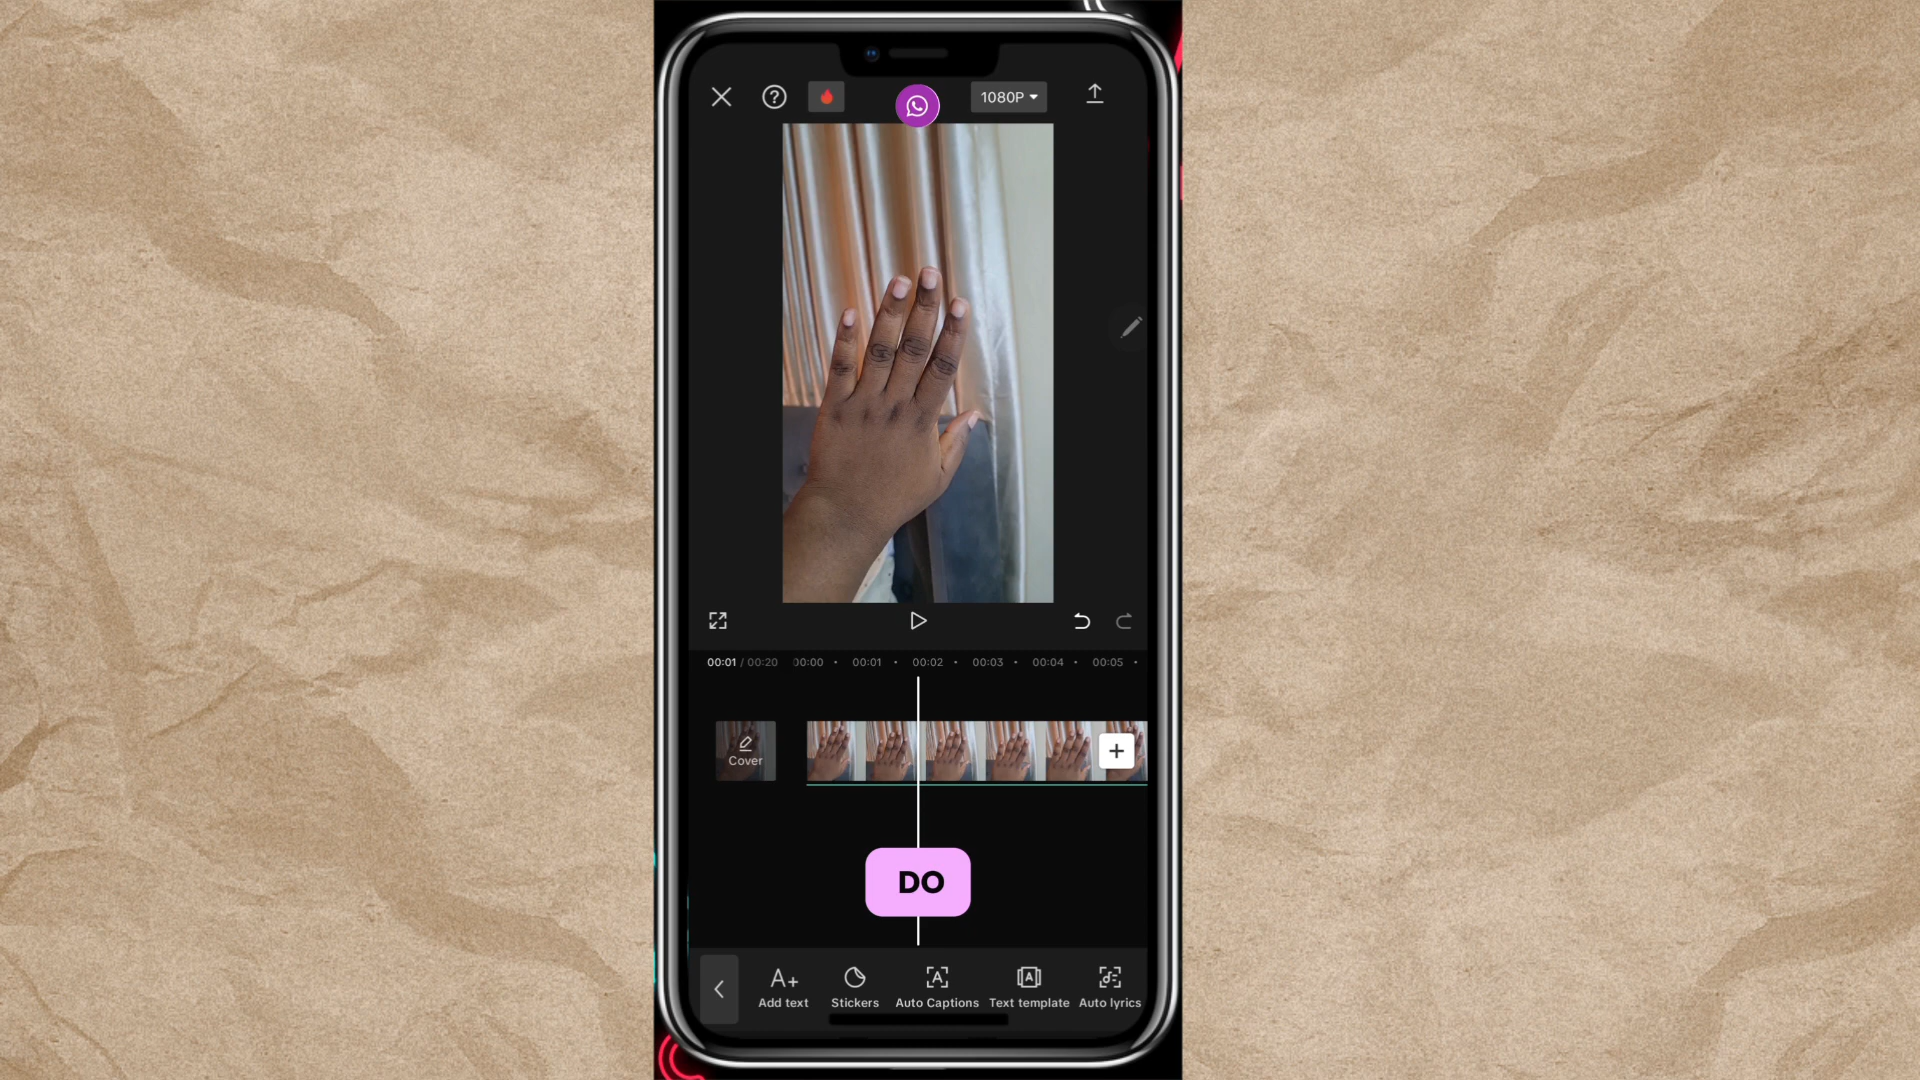 1080P
00:01 / 00:20 00:00 00:01 00:02 00:03 00:04 00:05
Cover
DO
Add text Stickers Auto Captions Text template Auto lyrics